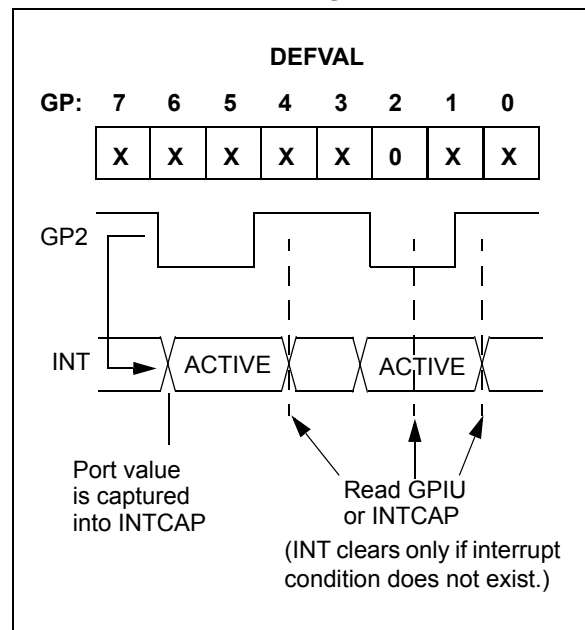 DEFVAL
GP: 7 6 5 4 3 2 1 0
X X X X X 0 X X
GP2
INT ACTIVE ACTIVE
Port value
is captured
into INTCAP
Read GPIU
or INTCAP
(INT clears only if interrupt
condition does not exist.)